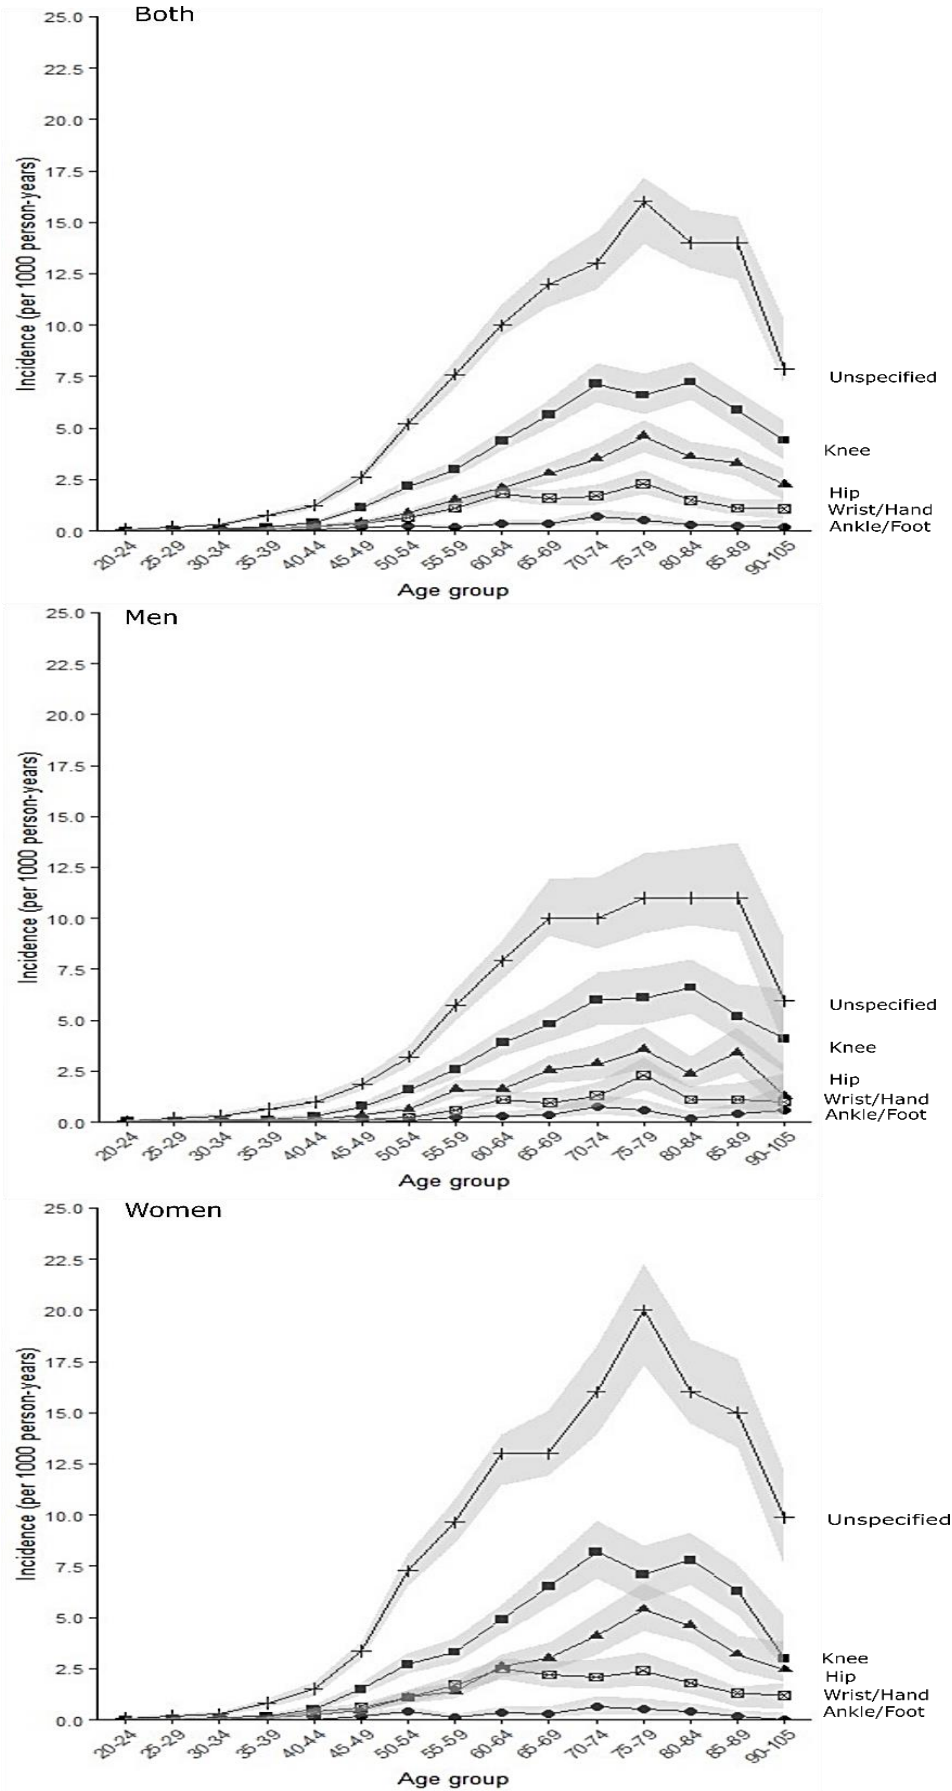 Both
25.0
22.5
20.0
17.5
15.0
12.5
10.0
7.5
5.0
2.5
0.0
Incidence (per 1000 person-years)
Unspecified
Knee
Hip
Wrist/Hand
Ankle/Foot
20-24 25-29 30-34 35-39 40-44 45-49 50-54 55-59 60-64 65-69 70-74 75-79 80-84 85-89 90-105
Age group
Men
25.0
22.5
20.0
17.5
15.0
12.5
10.0
7.5
5.0
2.5
0.0
Incidence (per 1000 person-years)
Unspecified
Knee
Hip
Wrist/Hand
Ankle/Foot
20-24 25-29 30-34 35-39 40-44 45-49 50-54 55-59 60-64 65-69 70-74 75-79 80-84 85-89 90-105
Age group
Women
25.0
22.5
20.0
17.5
15.0
12.5
10.0
7.5
5.0
2.5
0.0
Incidence (per 1000 person-years)
Unspecified
Knee
Hip
Wrist/Hand
Ankle/Foot
20-24 25-29 30-34 35-39 40-44 45-49 50-54 55-59 60-64 65-69 70-74 75-79 80-84 85-89 90-105
Age group